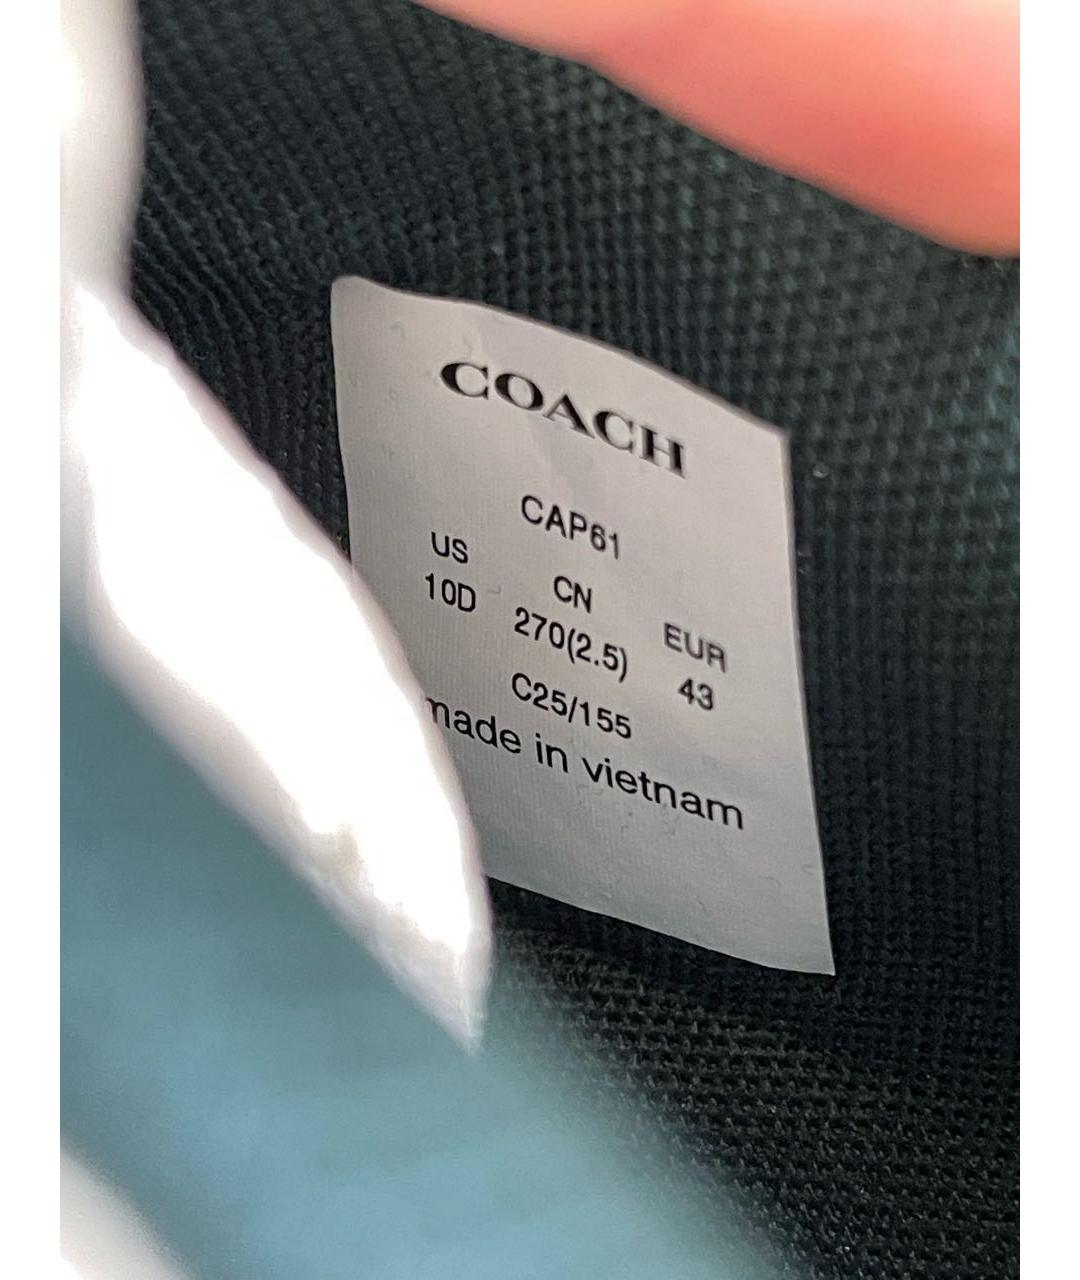 COACH
CAP61
US CN EUR
10D 270(2.5) 43
C25/155
made in vietnam